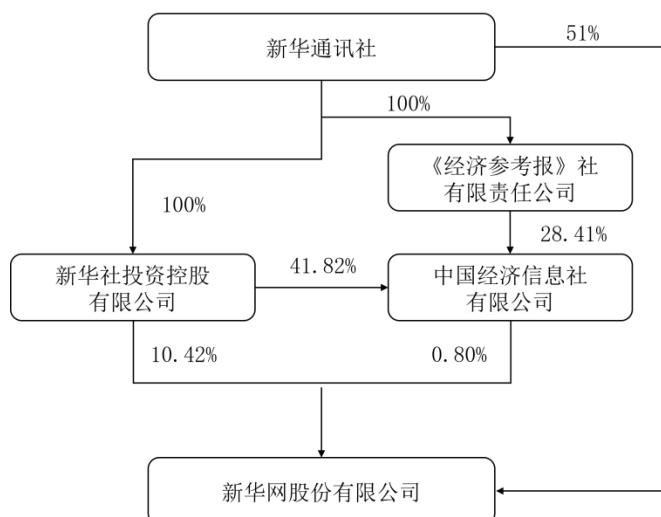 新华通讯社
51%
100%
《经济参考报》社
有限责任公司
100%
28.41%
新华社投资控股
有限公司
41.82%
中国经济信息社
有限公司
10.42%
0.80%
新华网股份有限公司